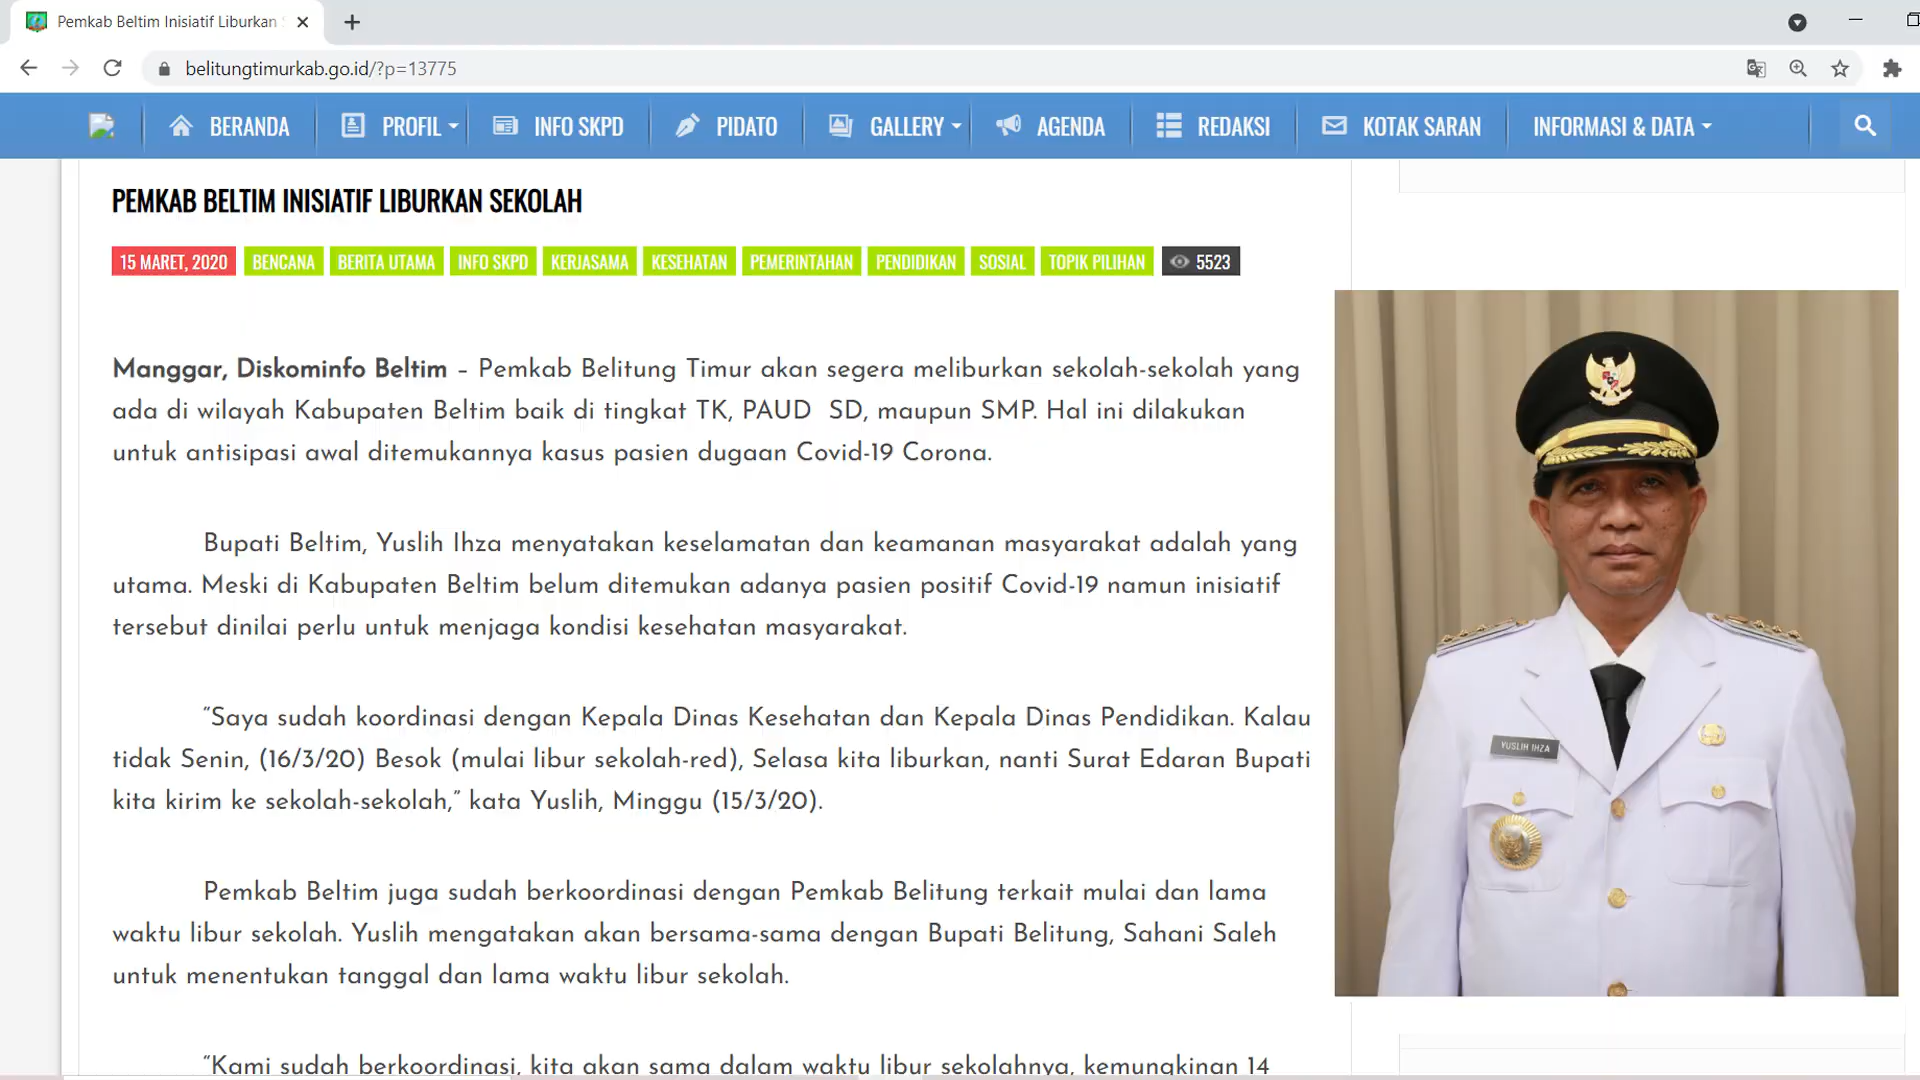 Pemkab Beltim Inisiatif Liburkan
belitungtimurkab.go.id/?p=13775
BERANDA PROFIL INFO SKPD PIDATO GALLERY AGENDA REDAKSI KOTAK SARAN INFORMASI & DATA
PEMKAB BELTIM INISIATIF LIBURKAN SEKOLAH
15 MARET, 2020 BENCANA BERITA UTAMA INFO SKPD KERJASAMA KESEHATAN PEMERINTAHAN PENDIDIKAN SOSIAL TOPIK PILIHAN 5523
Manggar, Diskominfo Beltim – Pemkab Belitung Timur akan segera meliburkan sekolah-sekolah yang
ada di wilayah Kabupaten Beltim baik di tingkat TK, PAUD SD, maupun SMP. Hal ini dilakukan
untuk antisipasi awal ditemukannya kasus pasien dugaan Covid-19 Corona.
Bupati Beltim, Yuslih Ihza menyatakan keselamatan dan keamanan masyarakat adalah yang
utama. Meski di Kabupaten Beltim belum ditemukan adanya pasien positif Covid-19 namun inisiatif
tersebut dinilai perlu untuk menjaga kondisi kesehatan masyarakat.
“Saya sudah koordinasi dengan Kepala Dinas Kesehatan dan Kepala Dinas Pendidikan. Kalau
tidak Senin, (16/3/20) Besok (mulai libur sekolah-red), Selasa kita liburkan, nanti Surat Edaran Bupati
kita kirim ke sekolah-sekolah,” kata Yuslih, Minggu (15/3/20).
Pemkab Beltim juga sudah berkoordinasi dengan Pemkab Belitung terkait mulai dan lama
waktu libur sekolah. Yuslih mengatakan akan bersama-sama dengan Bupati Belitung, Sahani Saleh
untuk menentukan tanggal dan lama waktu libur sekolah.
“Kami sudah berkoordinasi, kita akan sama dalam waktu libur sekolahnya, kemungkinan 14
YUSLIH IHZA